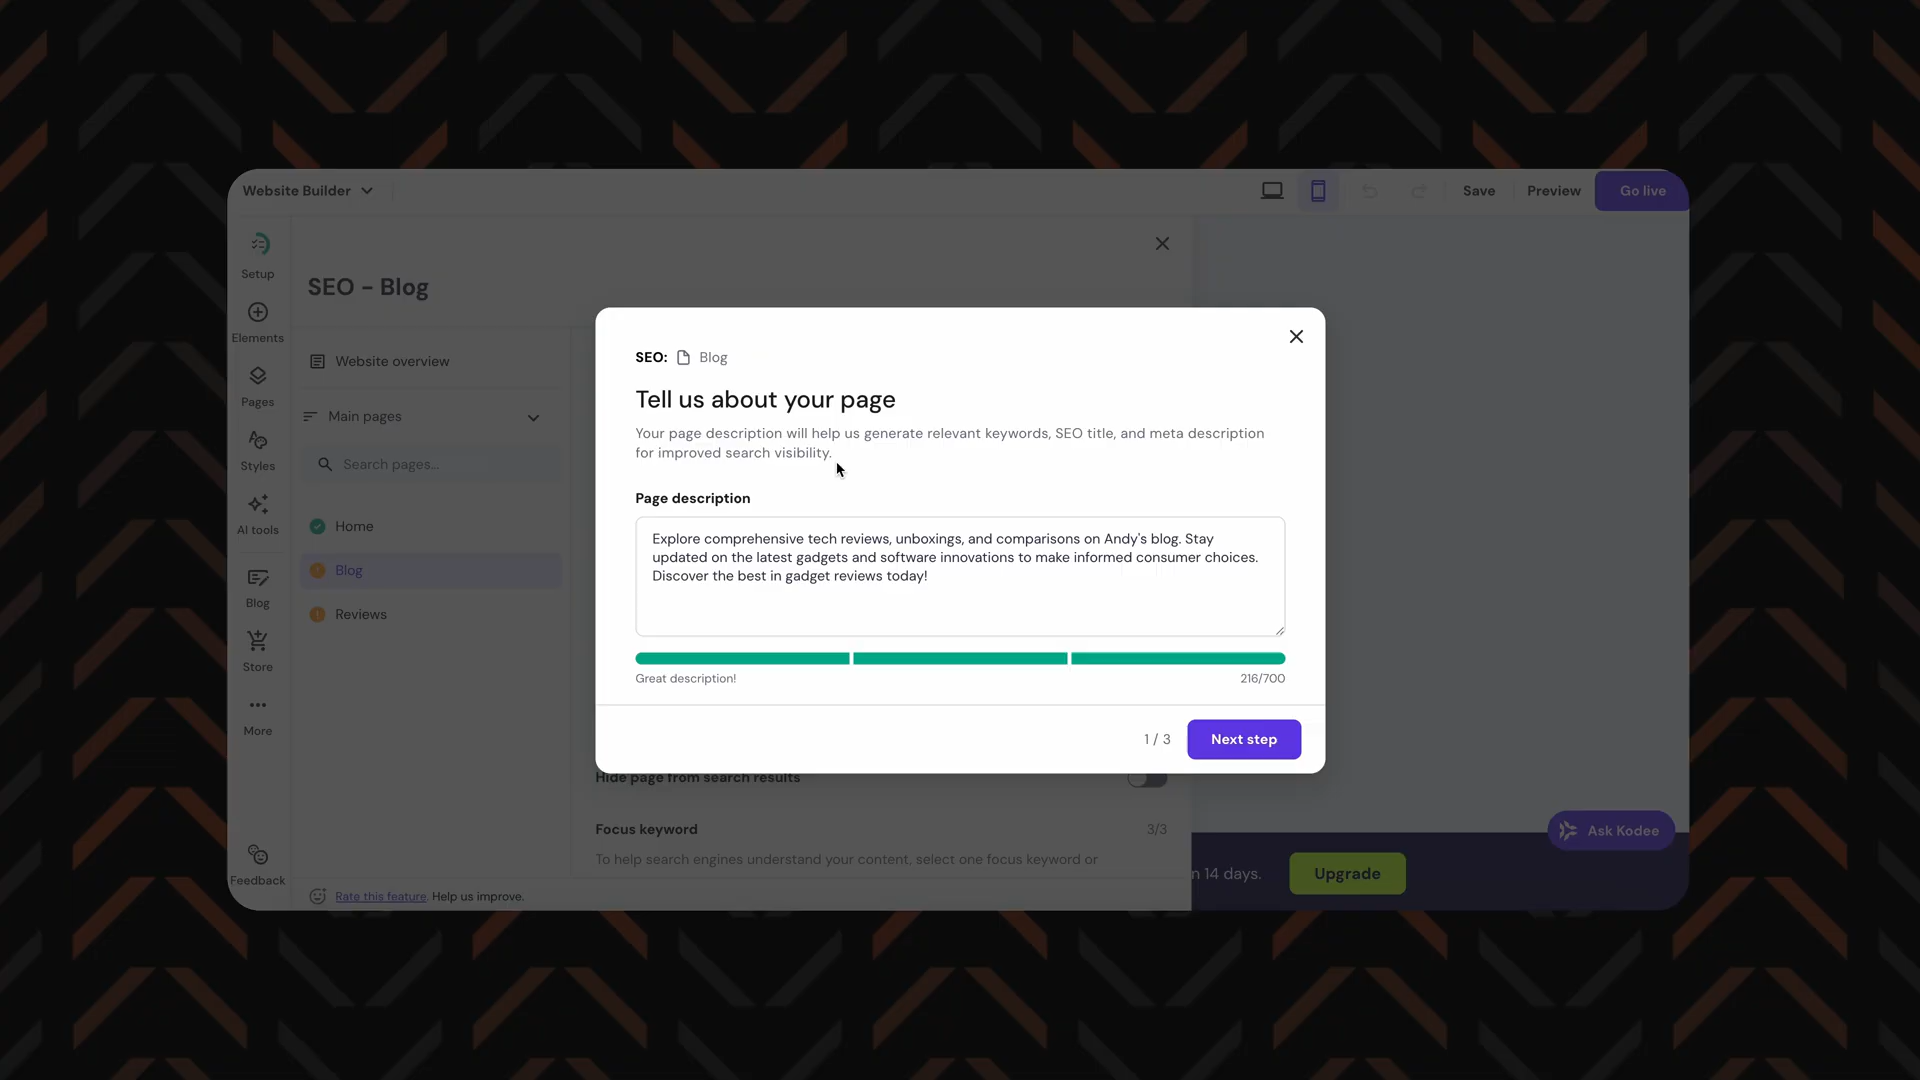 Website Builder
Save
Preview
Go live
Setup
Elements
Pages
Styles
AI tools
Blog
Store
More
Feedback
SEO – Blog
Website overview
Main pages
Search pages...
Home
Blog
Reviews
SEO: Blog
Tell us about your page
Your page description will help us generate relevant keywords, SEO title, and meta description
for improved search visibility.
Page description
Explore comprehensive tech reviews, unboxings, and comparisons on Andy's blog. Stay
updated on the latest gadgets and software innovations to make informed consumer choices.
Discover the best in gadget reviews today!
Great description!
216/700
1 / 3
Next step
Hide page from search results
Focus keyword
3/3
To help search engines understand your content, select one focus keyword or
Rate this feature. Help us improve.
14 days.
Upgrade
Ask Kodee